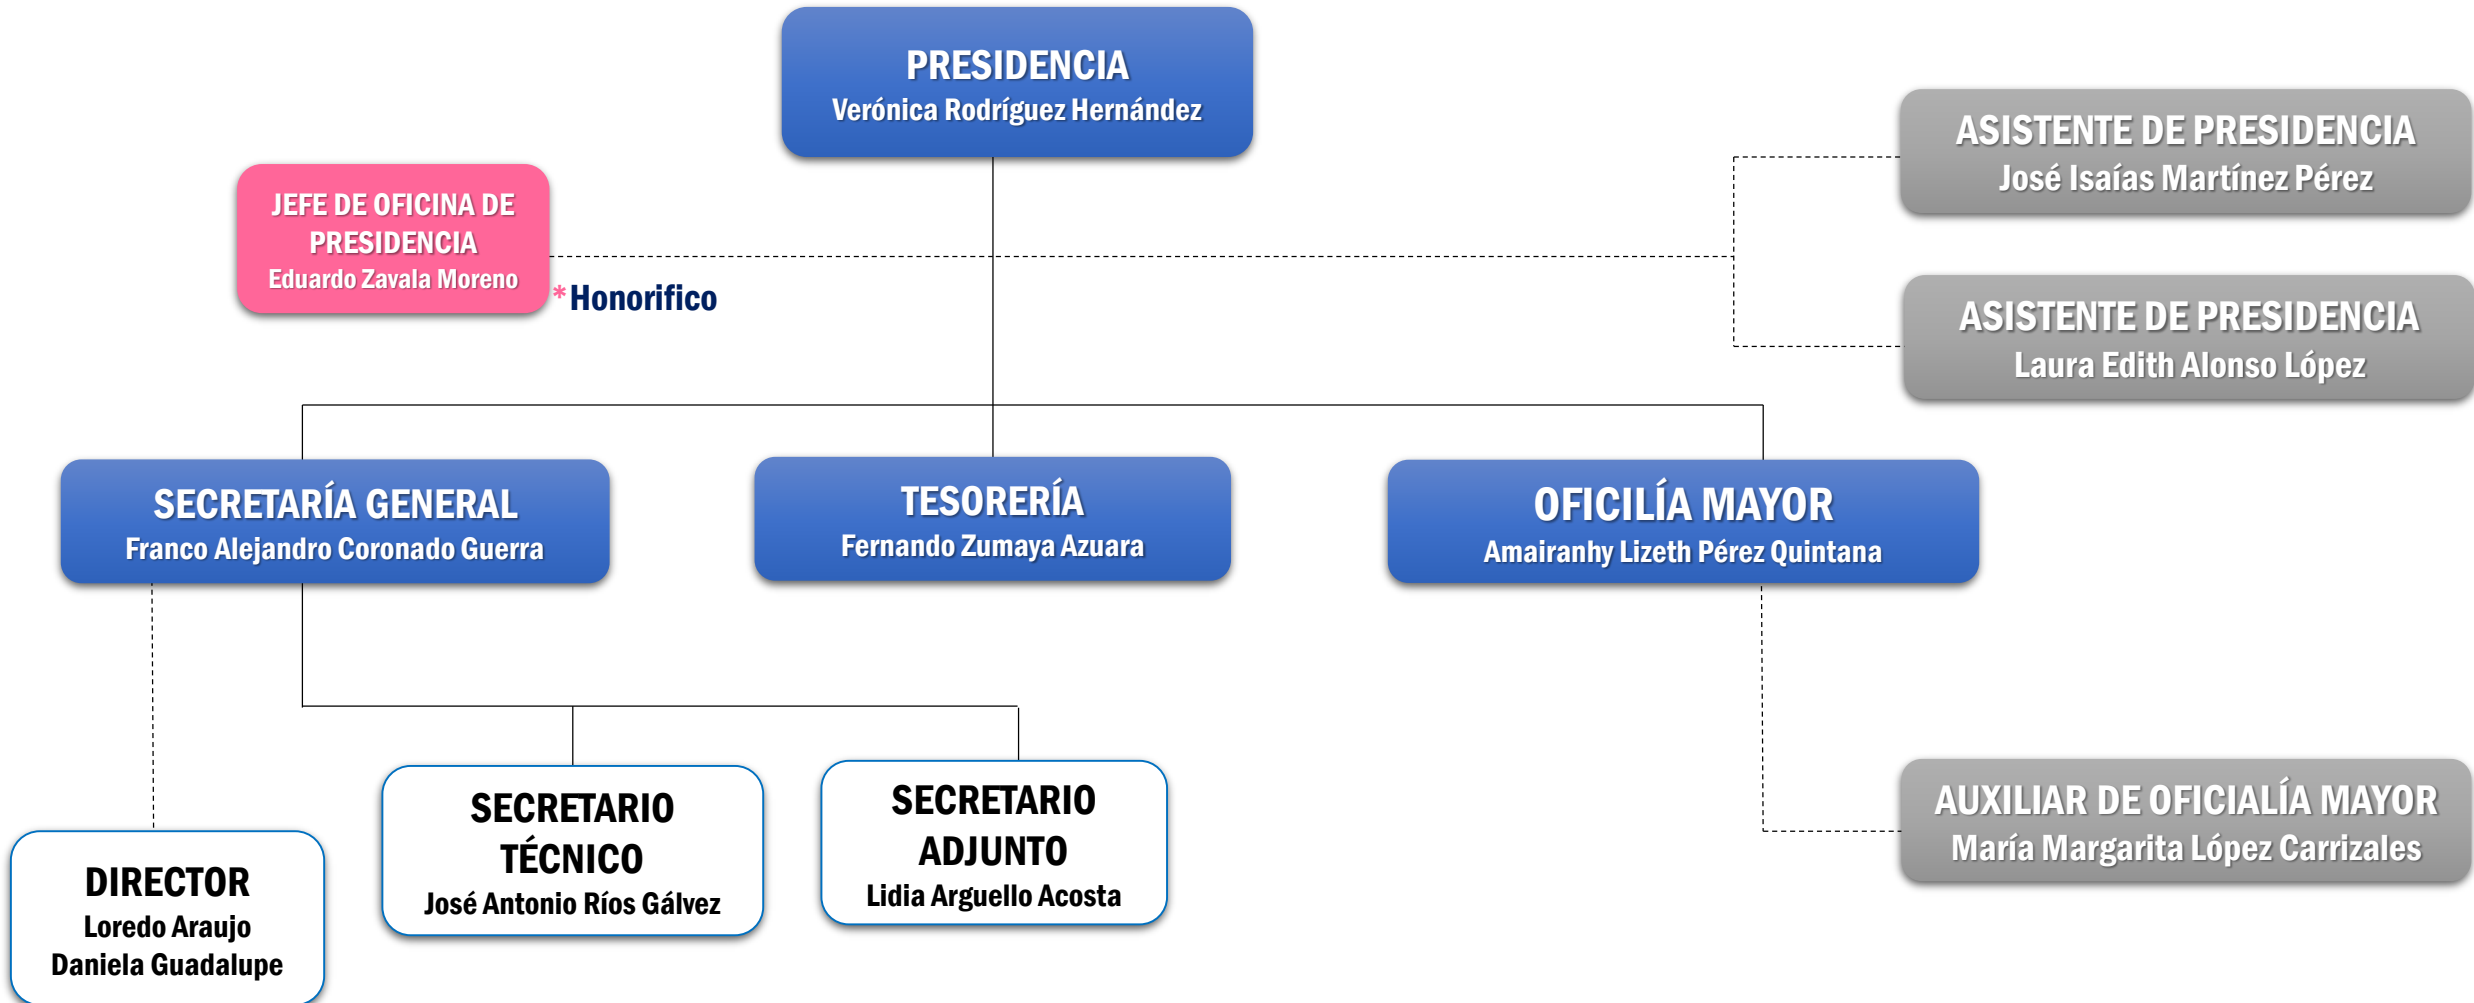 PRESIDENCIA
Verónica Rodríguez Hernández
ASISTENTE DE PRESIDENCIA
José Isaías Martínez Pérez
JEFE DE OFICINA DE
PRESIDENCIA
Eduardo Zavala Moreno
*Honorifico
ASISTENTE DE PRESIDENCIA
Laura Edith Alonso López
SECRETARÍA GENERAL
Franco Alejandro Coronado Guerra
TESORERÍA
Fernando Zumaya Azuara
OFICILÍA MAYOR
Amairanhy Lizeth Pérez Quintana
DIRECTOR
Loredo Araujo
Daniela Guadalupe
SECRETARIO
TÉCNICO
José Antonio Ríos Gálvez
SECRETARIO
ADJUNTO
Lidia Arguello Acosta
AUXILIAR DE OFICIALÍA MAYOR
María Margarita López Carrizales